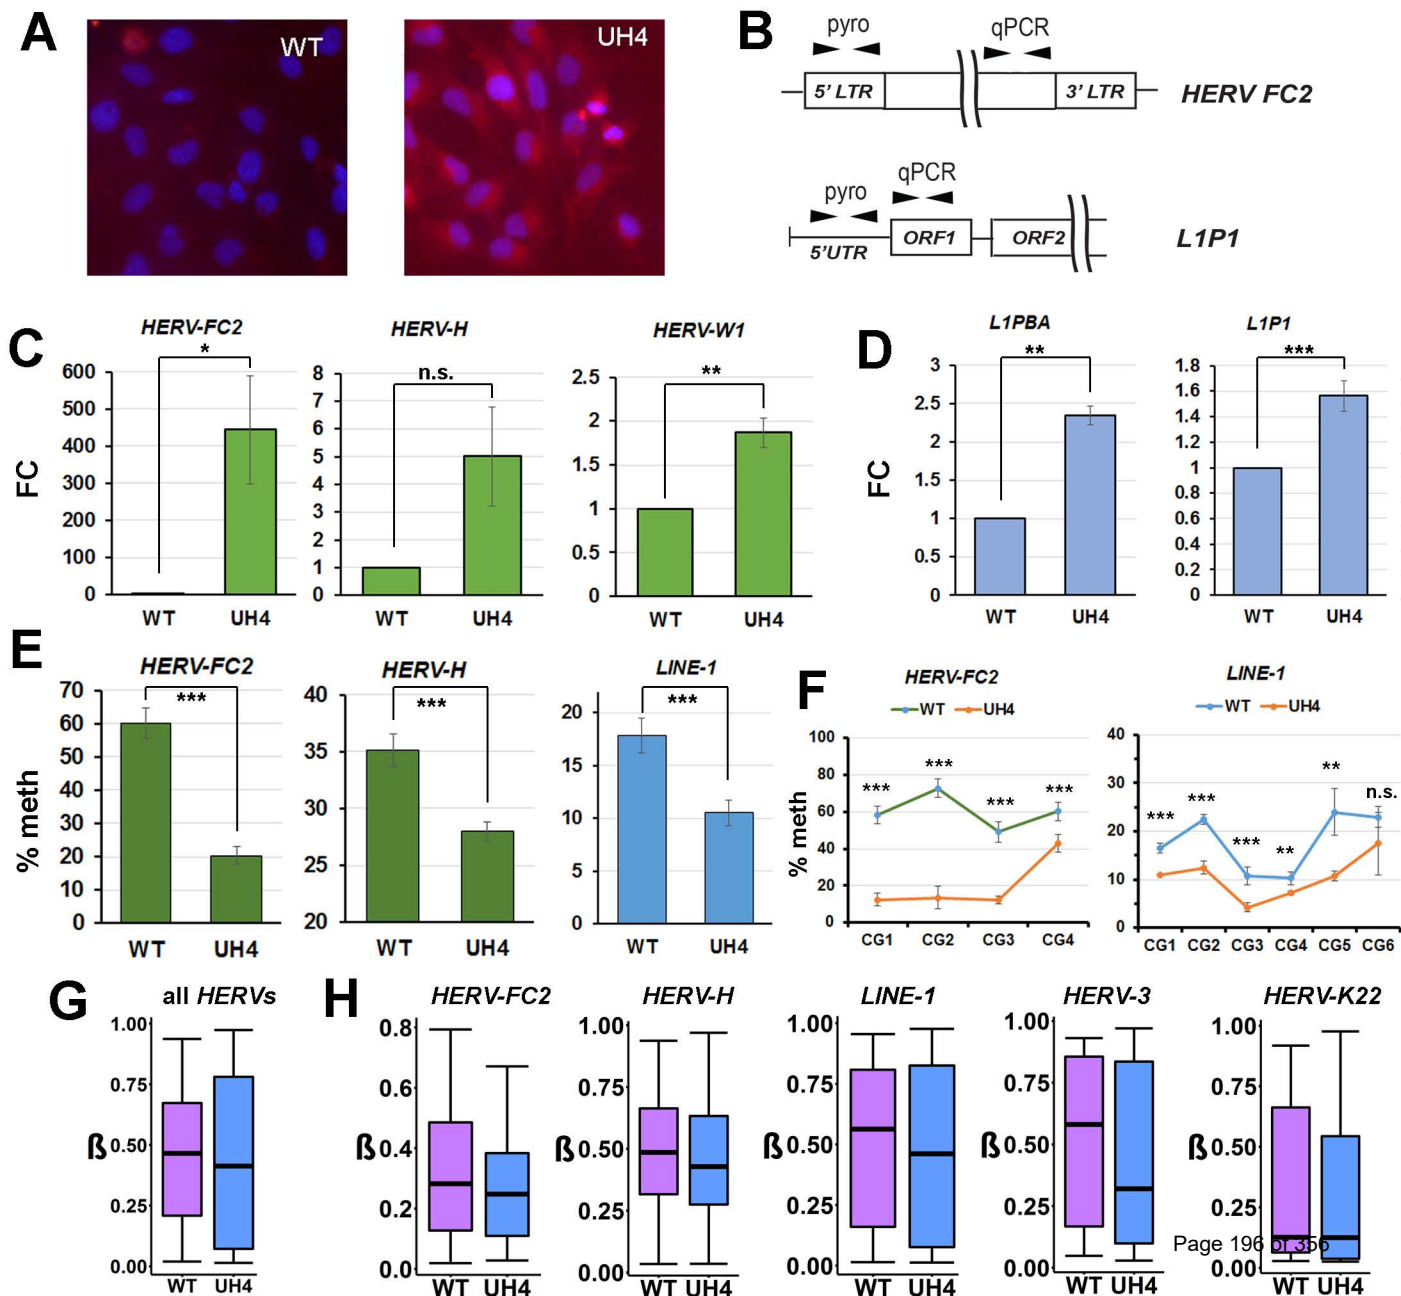 A
WT
UH4
B
pyro
qPCR
5' LTR
3' LTR
HERV FC2
pyro
qPCR
5'UTR
ORF1
ORF2
L1P1
C
HERV-FC2
*
FC
600
500
400
300
200
100
0
WT
UH4
HERV-H
n.s.
8
7
6
5
4
3
2
1
0
WT
UH4
HERV-W1
**
2.5
2
1.5
1
0.5
0
WT
UH4
D
L1PBA
**
FC
3
2.5
2
1.5
1
0.5
0
WT
UH4
L1P1
***
1.8
1.6
1.4
1.2
1
0.8
0.6
0.4
0.2
0
WT
UH4
E
HERV-FC2
***
% meth
70
60
50
40
30
20
10
0
WT
UH4
HERV-H
***
40
35
30
25
20
WT
UH4
LINE-1
***
20
15
10
5
0
WT
UH4
F
HERV-FC2
WT UH4
% meth
100
80
60
40
20
0
***
***
***
***
CG1 CG2 CG3 CG4
LINE-1
WT UH4
40
30
20
10
0
***
***
***
**
**
n.s.
CG1 CG2 CG3 CG4 CG5 CG6
G
all HERVs
ß
1.00
0.75
0.50
0.25
0.00
WT UH4
H
HERV-FC2
ß
0.8
0.6
0.4
0.2
0.0
WT UH4
HERV-H
ß
1.00
0.75
0.50
0.25
0.00
WT UH4
LINE-1
ß
1.00
0.75
0.50
0.25
0.00
WT UH4
HERV-3
ß
1.00
0.75
0.50
0.25
0.00
WT UH4
HERV-K22
ß
1.00
0.75
0.50
0.25
0.00
WT UH4
Page 196 of 356